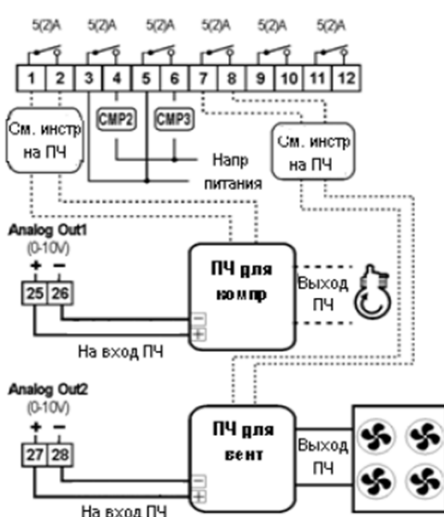 5(2)A 5(2)A 5(2)A 5(2)A 5(2)A 5(2)A
1 2 3 4 5 6 7 8 9 10 11 12
См. инстр
на ПЧ
CMP2
CMP3
См. инстр
на ПЧ
Напр
питания
Analog Out1
(0-10V)
+ −
25 26
ПЧ для
компр
Выход
ПЧ
−
+
На вход ПЧ
Analog Out2
(0-10V)
+ −
27 28
ПЧ для
вент
Выход
ПЧ
−
+
На вход ПЧ